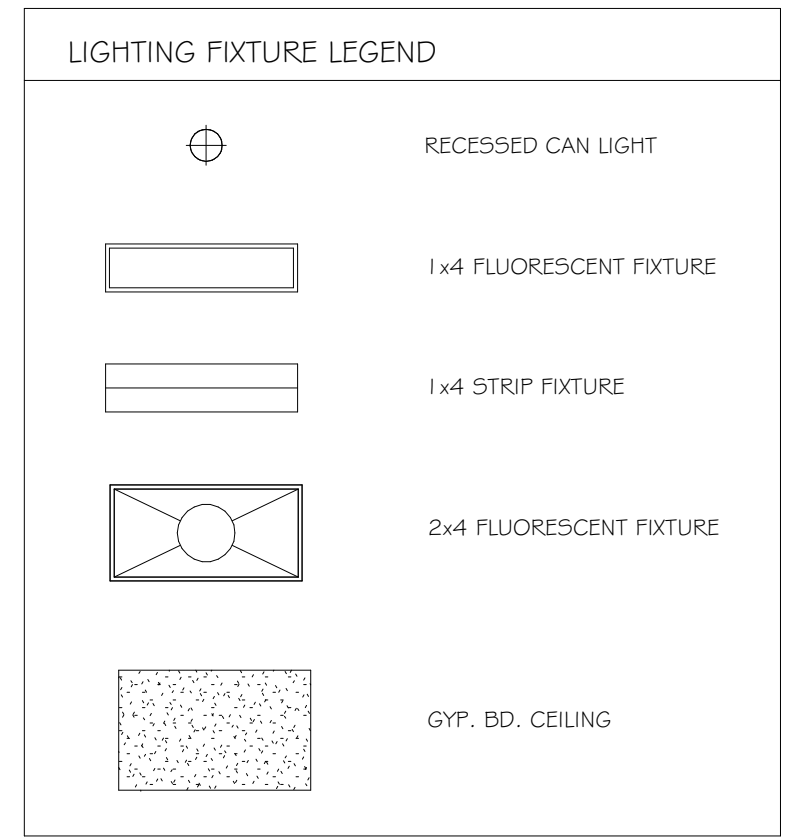 LIGHTING FIXTURE LEGEND
RECESSED CAN LIGHT
1x4 FLUORESCENT FIXTURE
1x4 STRIP FIXTURE
2x4 FLUORESCENT FIXTURE
GYP. BD. CEILING